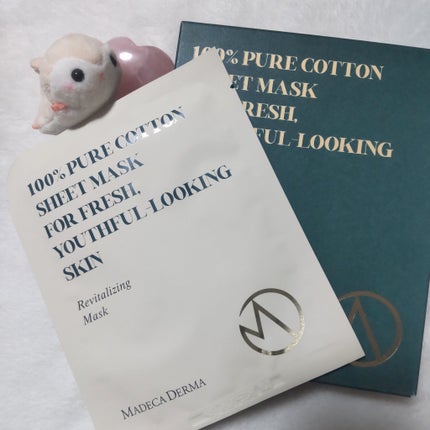 100% PURE COTTON
SHEET MASK
FOR FRESH,
YOUTHFUL-LOOKING
SKIN
Revitalizing
Mask
MADECA DERMA
100% PURE COTTON
SHEET MASK
FRESH,
FUL-LOOKING